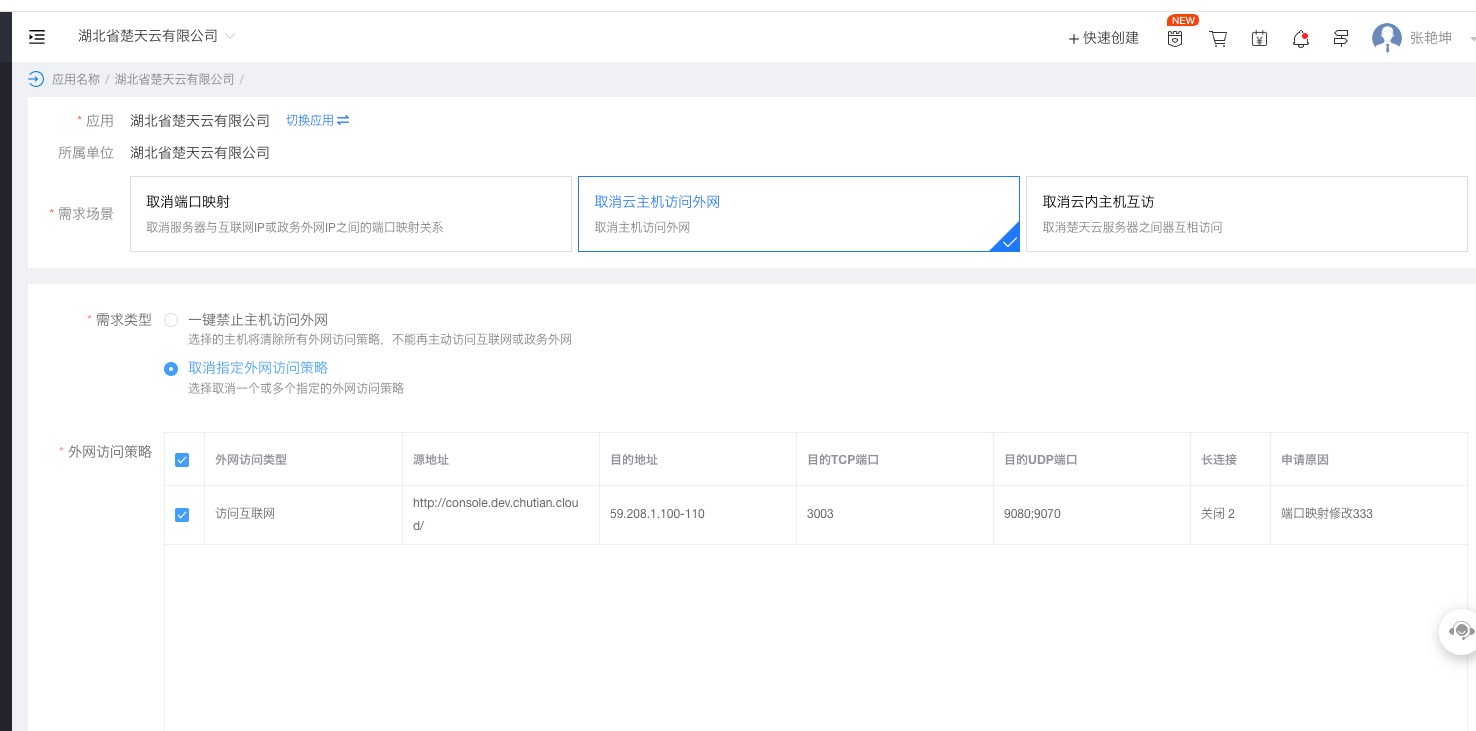 湖北省楚天云有限公司
+ 快速创建
NEW
张艳坤
应用名称 / 湖北省楚天云有限公司 /
* 应用 湖北省楚天云有限公司 切换应用
所属单位 湖北省楚天云有限公司
* 需求场景
取消端口映射
取消服务器与互联网IP或政务外网IP之间的端口映射关系
取消云主机访问外网
取消主机访问外网
取消云内主机互访
取消楚天云服务器之间器互相访问
* 需求类型
一键禁止主机访问外网
选择的主机将清除所有外网访问策略，不能再主动访问互联网或政务外网
取消指定外网访问策略
选择取消一个或多个指定的外网访问策略
* 外网访问策略
外网访问类型 源地址 目的地址 目的TCP端口 目的UDP端口 长连接 申请原因
访问互联网 http://console.dev.chutian.clou
d/
59.208.1.100-110 3003 9080;9070 关闭 2 端口映射修改333